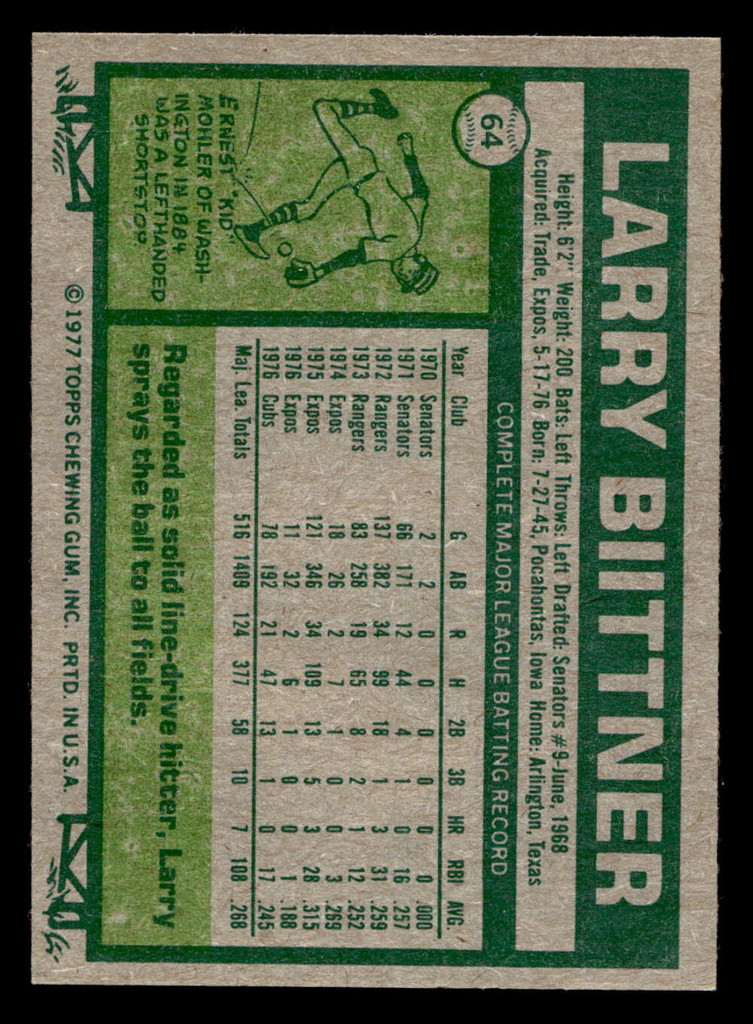 LARRY BIITTNER
Height: 6'2" Weight: 200 Bats: Left Throws: Left Drafted: Senators #9-June, 1968
Acquired: Trade, Expos, 5-17-76 Born: 7-27-45, Pocahontas, Iowa Home: Arlington, Texas
64
COMPLETE MAJOR LEAGUE BATTING RECORD
Year Club G AB R H 2B 3B HR RBI AVG.
1970 Senators 2 2 0 0 0 0 0 0 .000
1971 Senators 66 171 12 44 4 1 0 16 .257
1972 Rangers 137 382 34 99 18 1 3 31 .259
1973 Rangers 83 258 19 65 8 2 1 12 .252
1974 Expos 18 26 2 7 1 0 0 3 .269
1975 Expos 121 346 34 109 13 5 3 28 .315
1976 Expos 11 32 2 6 1 0 0 1 .188
1976 Cubs 78 192 21 47 13 1 0 17 .245
Maj. Lea. Totals 516 1409 124 377 58 10 7 108 .268
ERNEST "KID"
MOHLER OF WASH-
INGTON IN 1884
WAS A LEFTHANDED
SHORTSTOP.
Regarded as solid line-drive hitter, Larry
sprays the ball to all fields.
© 1977 TOPPS CHEWING GUM, INC. PRTD. IN U.S.A.